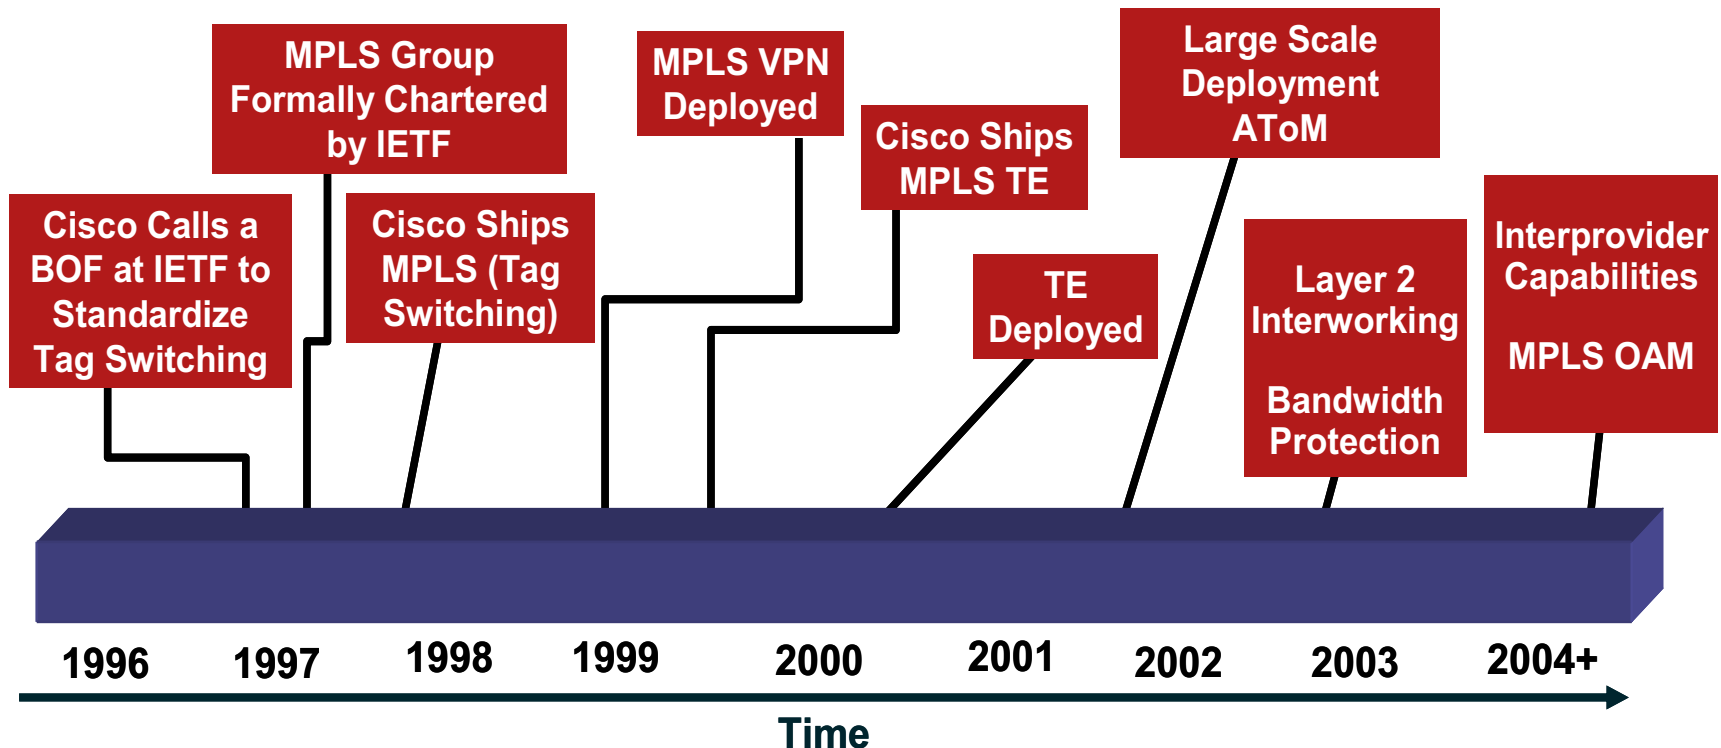 Cisco Calls a
BOF at IETF to
Standardize
Tag Switching
MPLS Group
Formally Chartered
by IETF
Cisco Ships
MPLS (Tag
Switching)
MPLS VPN
Deployed
Cisco Ships
MPLS TE
TE
Deployed
Large Scale
Deployment
AToM
Layer 2
Interworking
Bandwidth
Protection
Interprovider
Capabilities
MPLS OAM
1996 1997 1998 1999 2000 2001 2002 2003 2004+
Time